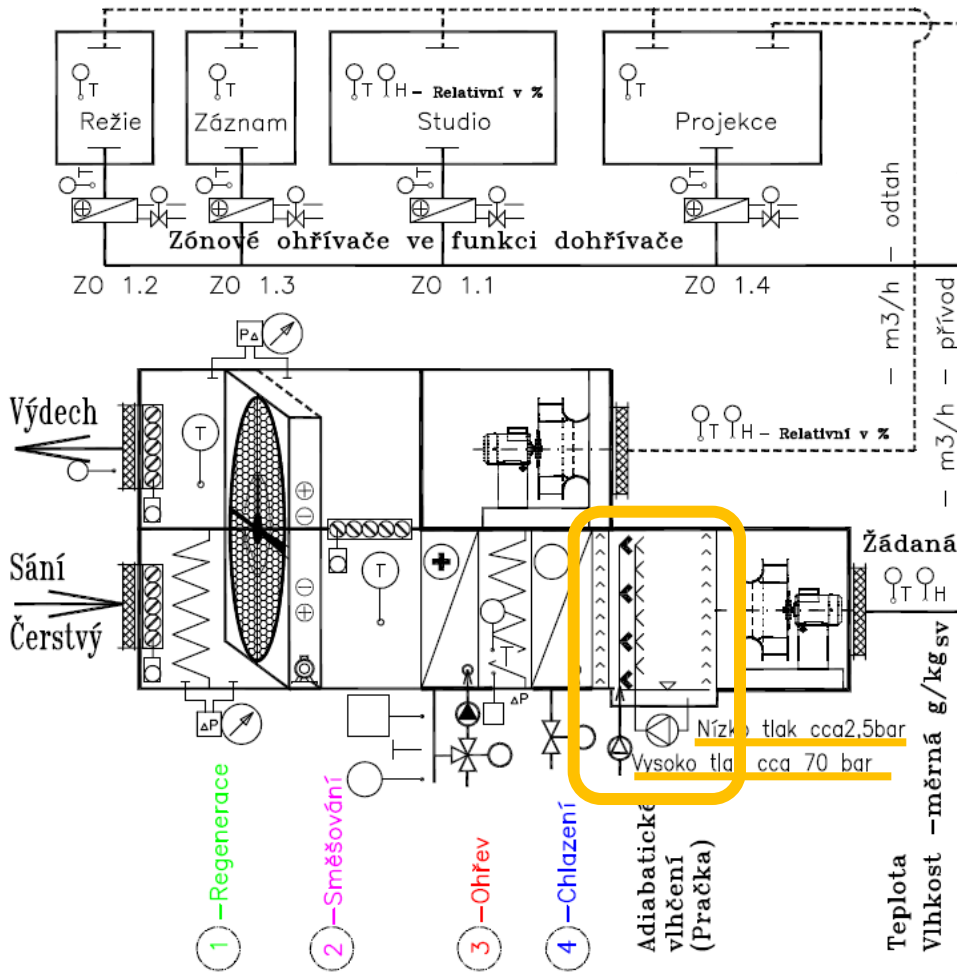 T
T
T H – Relativní v %
T
Režie
Záznam
Studio
Projekce
T
T
T
T
Zónové ohřívače ve funkci dohřívače
ZO 1.2
ZO 1.3
ZO 1.1
ZO 1.4
– m3/h – odtah
– m3/h – přívod
PΔ
Výdech
T
T H – Relativní v %
Sání
Čerstvý
T
T
Žádaná
T H
ΔP
ΔP
Nízko tlak cca2,5bar
Vysoko tlak cca 70 bar
1 –Regenerace
2 –Směšování
3 –Ohřev
4 –Chlazení
Adiabatické
vlhčení
(Pračka)
Teplota
Vlhkost –měrná g/kg sv